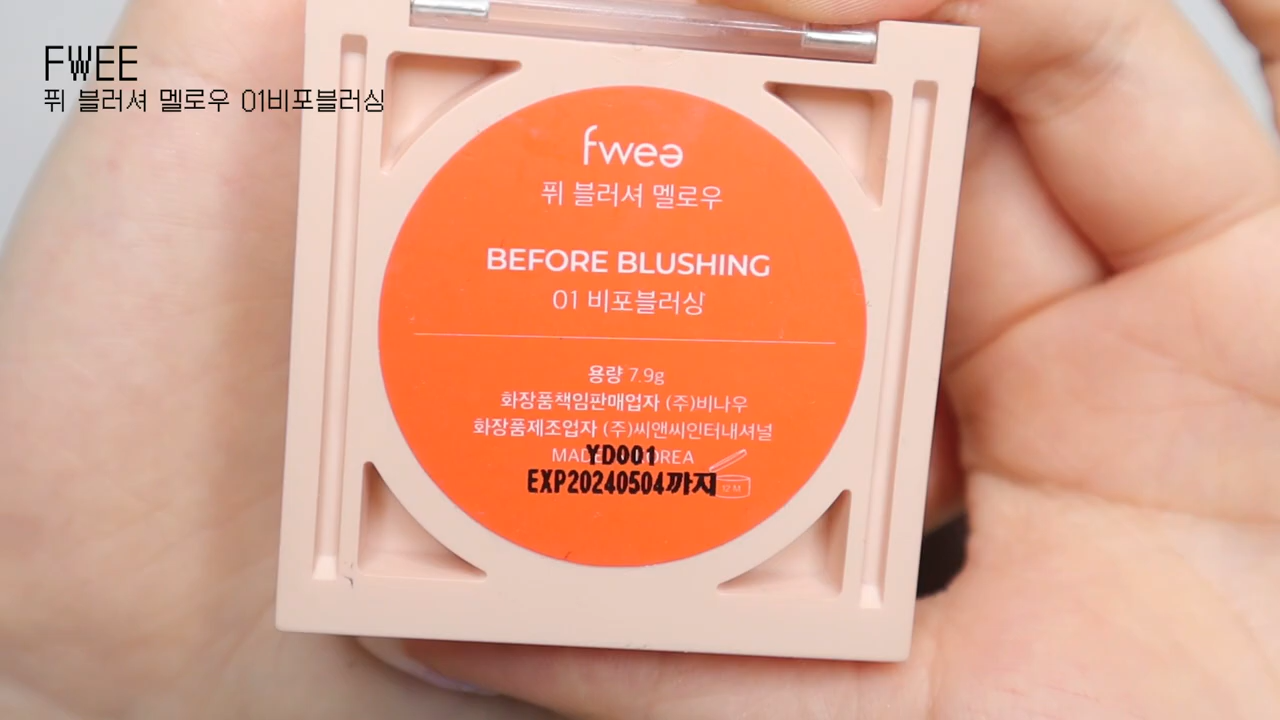 FWEE
퓌 블러셔 멜로우 01비포블러싱
fwee
퓌 블러셔 멜로우
BEFORE BLUSHING
01 비포블러싱
용량 7.9g
화장품책임판매업자 (주)비나우
화장품제조업자 (주)씨앤씨인터내셔널
MADE KOREA
YD001
EXP20240504까지
12 M